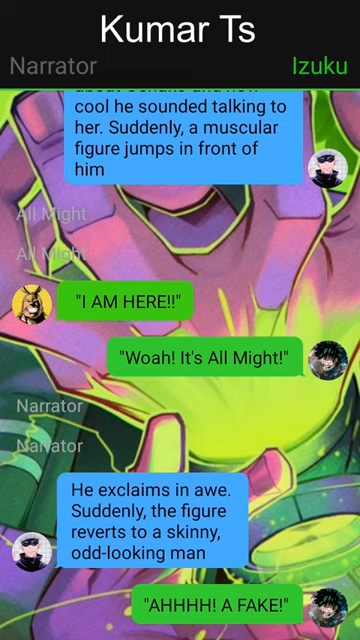 Kumar Ts
Narrator
Izuku
cool he sounded talking to
her. Suddenly, a muscular
figure jumps in front of
him
All Might
All Might
"I AM HERE!!"
"Woah! It's All Might!"
Narrator
Narrator
He exclaims in awe.
Suddenly, the figure
reverts to a skinny,
odd-looking man
"AHHHH! A FAKE!"